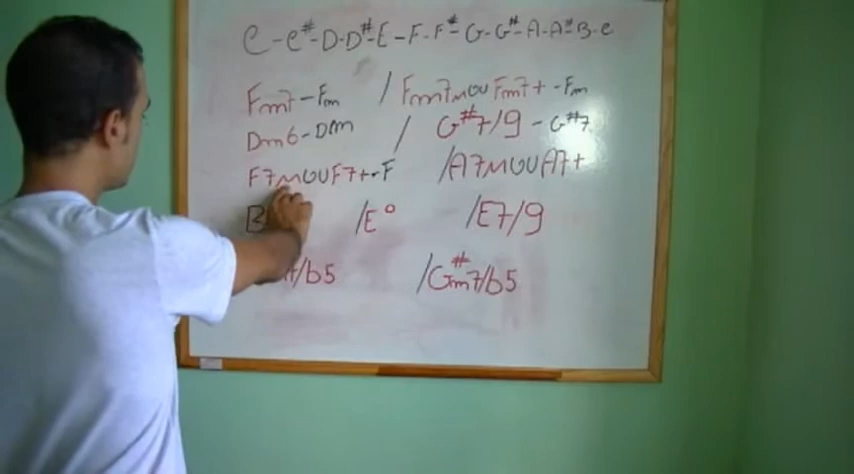 C-C#-D-D#-E-F-F#-G-G#-A-A#-B-C
Fm7-Fm /Fm7M OU Fm7+-Fm
Dm6-Dm / G#7/9-G#7
F7M OU F7+-F /A7M OU A7+
B /E° /E7/9
7/b5 /G#m7/b5